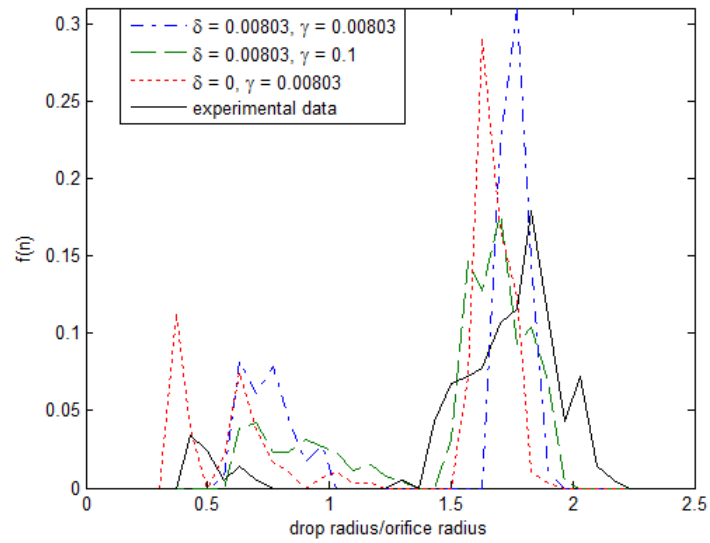 0.3
0.25
0.2
0.15
0.1
0.05
0
f(n)
δ = 0.00803, γ = 0.00803
δ = 0.00803, γ = 0.1
δ = 0, γ = 0.00803
experimental data
0 0.5 1 1.5 2 2.5
drop radius/orifice radius